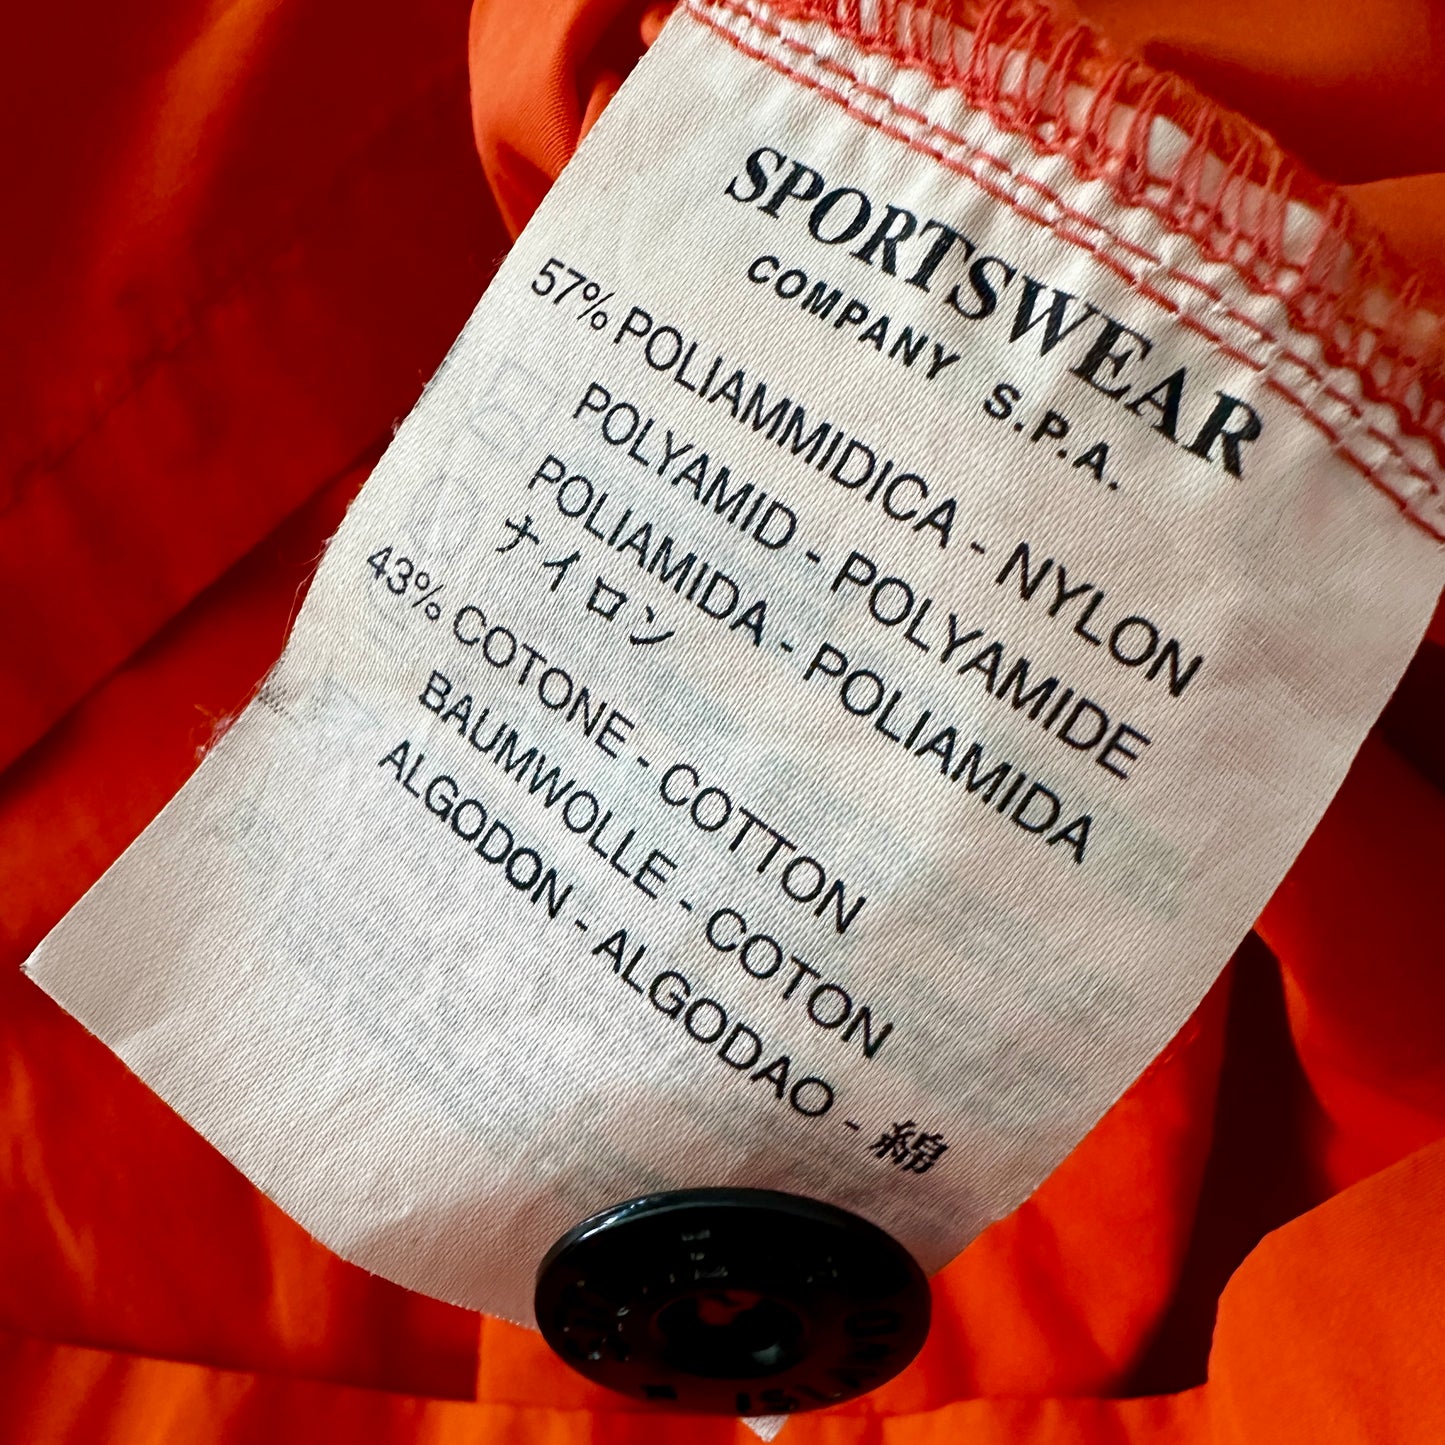 SPORTSWEAR
COMPANY S.P.A.
57% POLIAMMIDICA - NYLON
POLYAMID - POLYAMIDE
POLIAMIDA - POLIAMIDA
ナイロン
43% COTONE - COTTON
BAUMWOLLE - COTON
ALGODON - ALGODAO - 綿
ISLAND